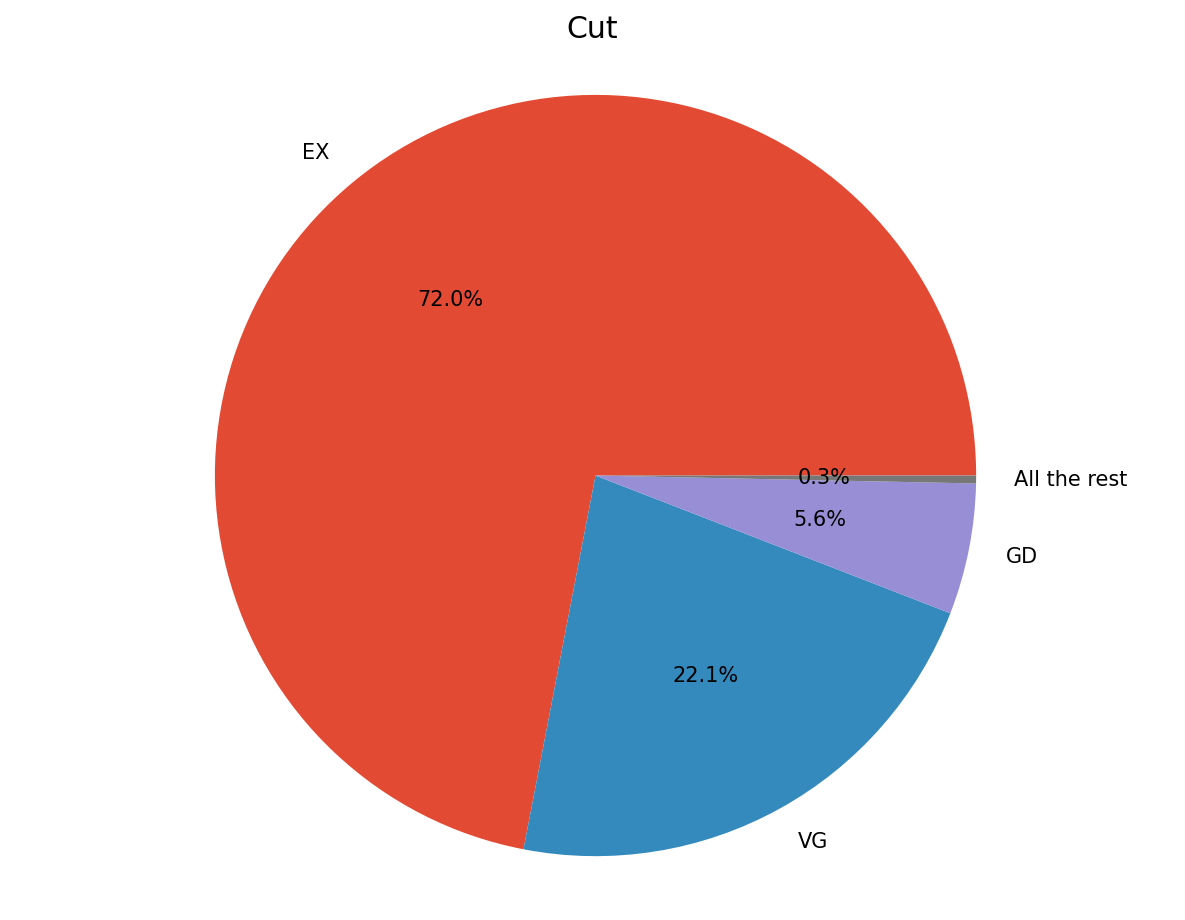 Cut
EX
72.0%
0.3%
All the rest
5.6%
GD
22.1%
VG